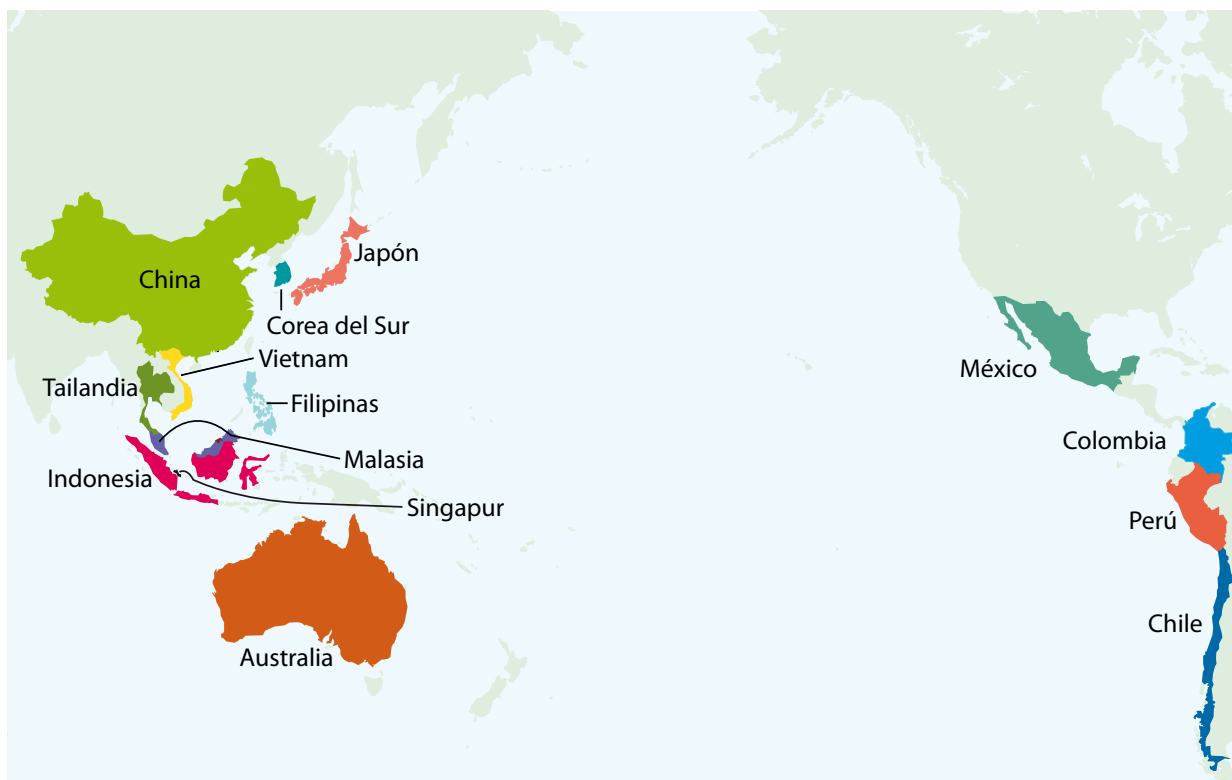 Japón
China
Corea del Sur
Vietnam
México
Tailandia
Filipinas
Colombia
Malasia
Indonesia
Singapur
Perú
Chile
Australia